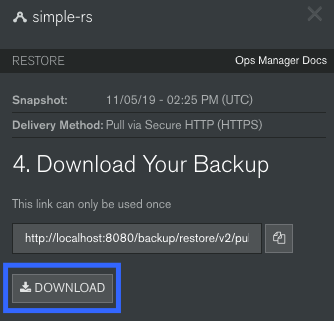 simple-rs
RESTORE Ops Manager Docs
Snapshot: 11/05/19 - 02:25 PM (UTC)
Delivery Method: Pull via Secure HTTP (HTTPS)
4. Download Your Backup
This link can only be used once
http://localhost:8080/backup/restore/v2/pul
DOWNLOAD